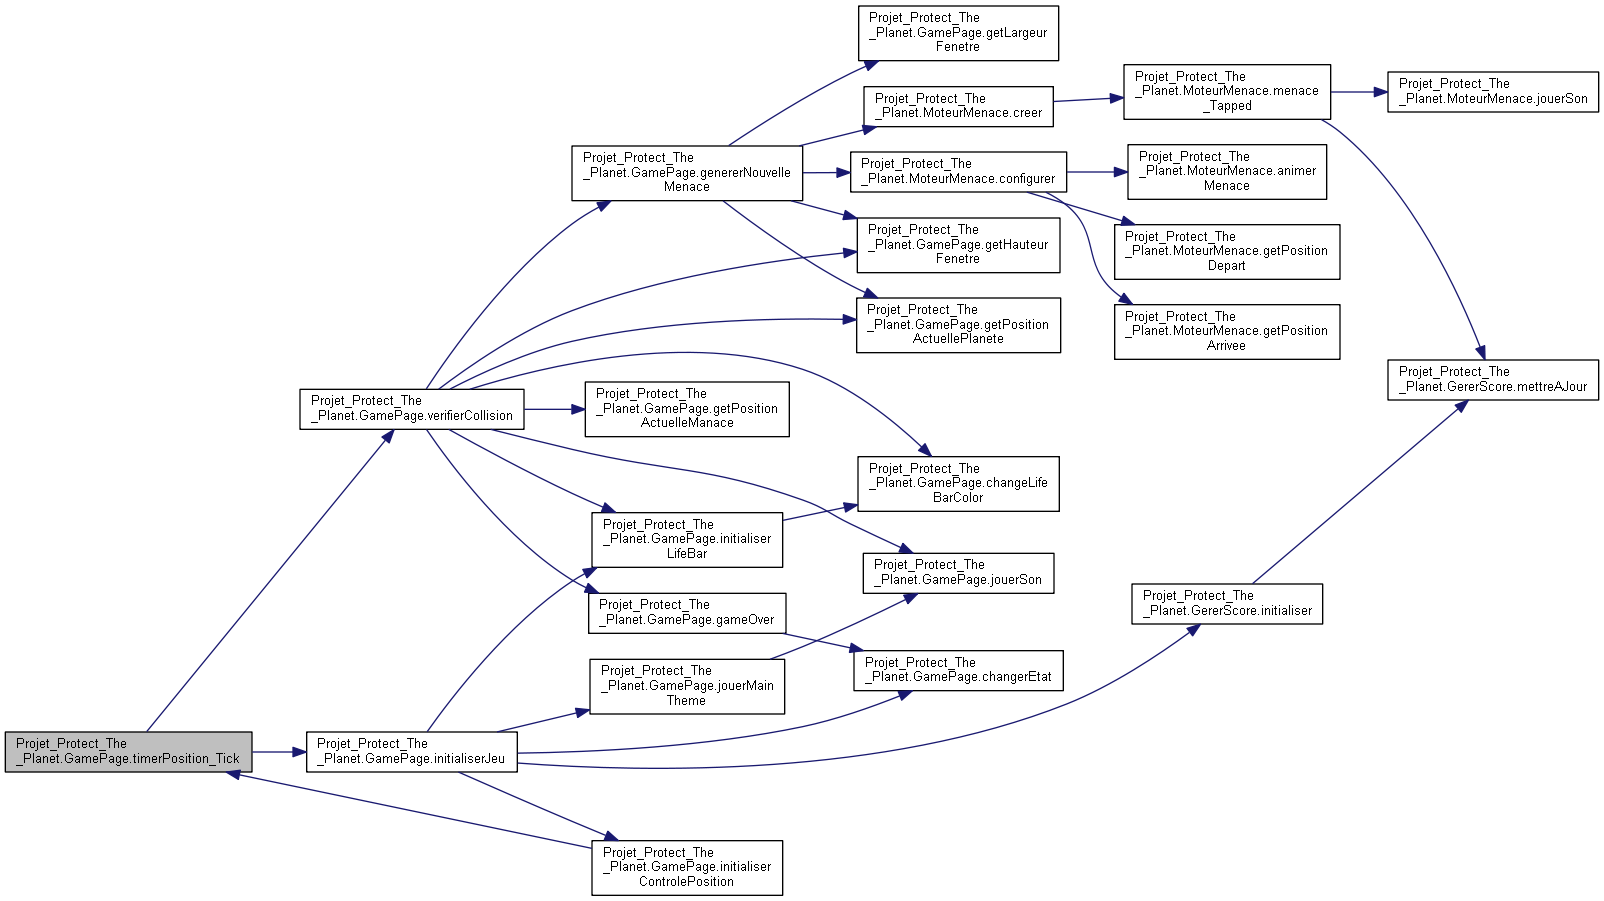 Projet_Protect_The
_Planet.GamePage.getLargeur
Fenetre
Projet_Protect_The
_Planet.MoteurMenace.menace
_Tapped
Projet_Protect_The
_Planet.MoteurMenace.jouerSon
Projet_Protect_The
_Planet.MoteurMenace.creer
Projet_Protect_The
_Planet.GamePage.genererNouvelle
Menace
Projet_Protect_The
_Planet.MoteurMenace.configurer
Projet_Protect_The
_Planet.MoteurMenace.animer
Menace
Projet_Protect_The
_Planet.GamePage.getHauteur
Fenetre
Projet_Protect_The
_Planet.MoteurMenace.getPosition
Depart
Projet_Protect_The
_Planet.GamePage.getPosition
ActuellePlanete
Projet_Protect_The
_Planet.MoteurMenace.getPosition
Arrivee
Projet_Protect_The
_Planet.GererScore.mettreAJour
Projet_Protect_The
_Planet.GamePage.verifierCollision
Projet_Protect_The
_Planet.GamePage.getPosition
ActuelleManace
Projet_Protect_The
_Planet.GamePage.changeLife
BarColor
Projet_Protect_The
_Planet.GamePage.initialiser
LifeBar
Projet_Protect_The
_Planet.GamePage.jouerSon
Projet_Protect_The
_Planet.GererScore.initialiser
Projet_Protect_The
_Planet.GamePage.gameOver
Projet_Protect_The
_Planet.GamePage.changerEtat
Projet_Protect_The
_Planet.GamePage.jouerMain
Theme
Projet_Protect_The
_Planet.GamePage.timerPosition_Tick
Projet_Protect_The
_Planet.GamePage.initialiserJeu
Projet_Protect_The
_Planet.GamePage.initialiser
ControlePosition